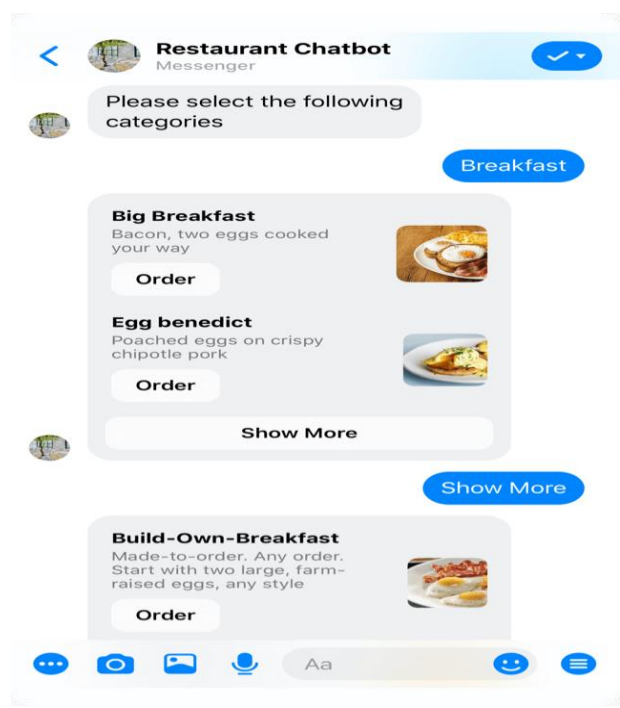 Restaurant Chatbot
Messenger
Please select the following
categories
Breakfast
Big Breakfast
Bacon, two eggs cooked
your way
Order
Egg benedict
Poached eggs on crispy
chipotle pork
Order
Show More
Show More
Build-Own-Breakfast
Made-to-order. Any order.
Start with two large, farm-
raised eggs, any style
Order
Aa